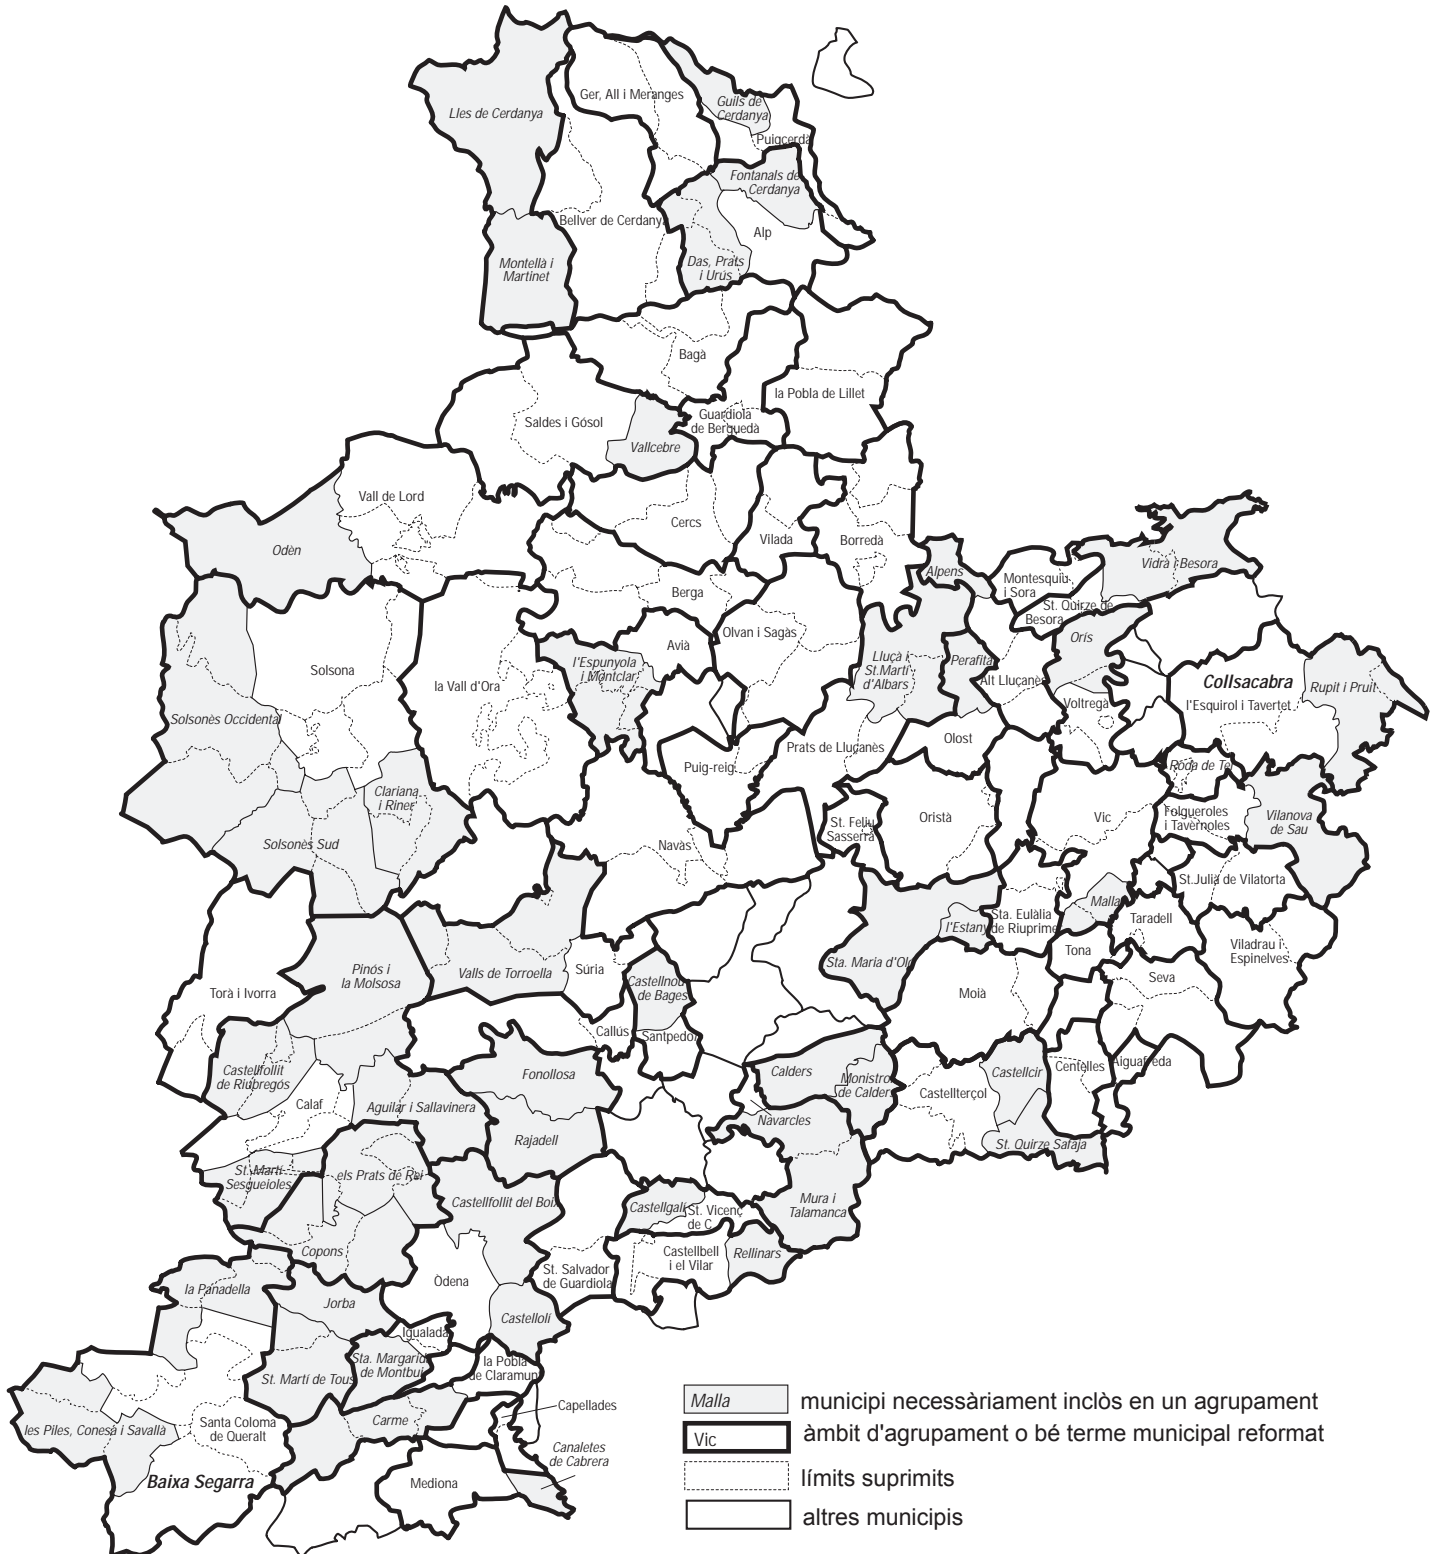 Ger, All i Meranges
Lles de Cerdanya
Guils de
Cerdanya
Puigcerdà
Fontanals de
Cerdanya
Bellver de Cerdanya
Alp
Montellà i
Martinet
Das, Prats
i Urús
Bagà
la Pobla de Lillet
Saldes i Gósol
Guardiola
de Berguedà
Vallcebre
Vall de Lord
Cercs
Vilada
Borredà
Odèn
Alpens
Montesquiu
i Sora
Vidrà i Besora
Berga
St. Quirze de
Besora
Olvan i Sagàs
Orís
Avià
l'Espunyola
i Montclar
Lluçà i
St.Martí
d'Albars
Perafita
Solsona
Alt Lluçanès
Collsacabra
Rupit i Pruit
la Vall d'Ora
Voltregà
l'Esquirol i Tavertet
Solsonès Occidental
Olost
Prats de Lluçanès
Puig-reig
Roda de Te
Clariana
i Riner
St. Feliu
Sasserra
Oristà
Vic
Folgueroles
i Tavèrnoles
Vilanova
de Sau
Solsonès Sud
Navàs
St.Julià de Vilatorta
Malla
l'Estany
Sta. Eulàlia
de Riuprimer
Taradell
Viladrau i
Espinelves
Tona
Pinós i
la Molsosa
Valls de Torroella
Súria
Sta. Maria d'Oló
Seva
Castellnou
de Bages
Torà i Ivorra
Moià
Callús
Santpedor
Castellfollit
de Riubregós
Fonollosa
Calders
Monistrol
de Calders
Castellcir
Centelles
Aiguafreda
Castellterçol
Calaf
Aguilar i Sallavinera
Navarcles
Rajadell
St. Quirze Safaja
St. Martí
Sesgueioles
els Prats de Rei
Castellfollit del Boix
Mura i
Talamanca
Castellgalí
St. Vicenç
de C.
Copons
Castellbell
i el Vilar
Rellinars
Òdena
St. Salvador
de Guardiola
la Panadella
Jorba
Castellolí
Igualada
Sta. Margarida
de Montbui
la Pobla
de Claramunt
St. Martí de Tous
Malla
municipi necessàriament inclòs en un agrupament
Capellades
Carme
Santa Coloma
de Queralt
les Piles, Conesa i Savallà
Vic
àmbit d'agrupament o bé terme municipal reformat
Canaletes
de Cabrera
Baixa Segarra
Mediona
límits suprimits
altres municipis